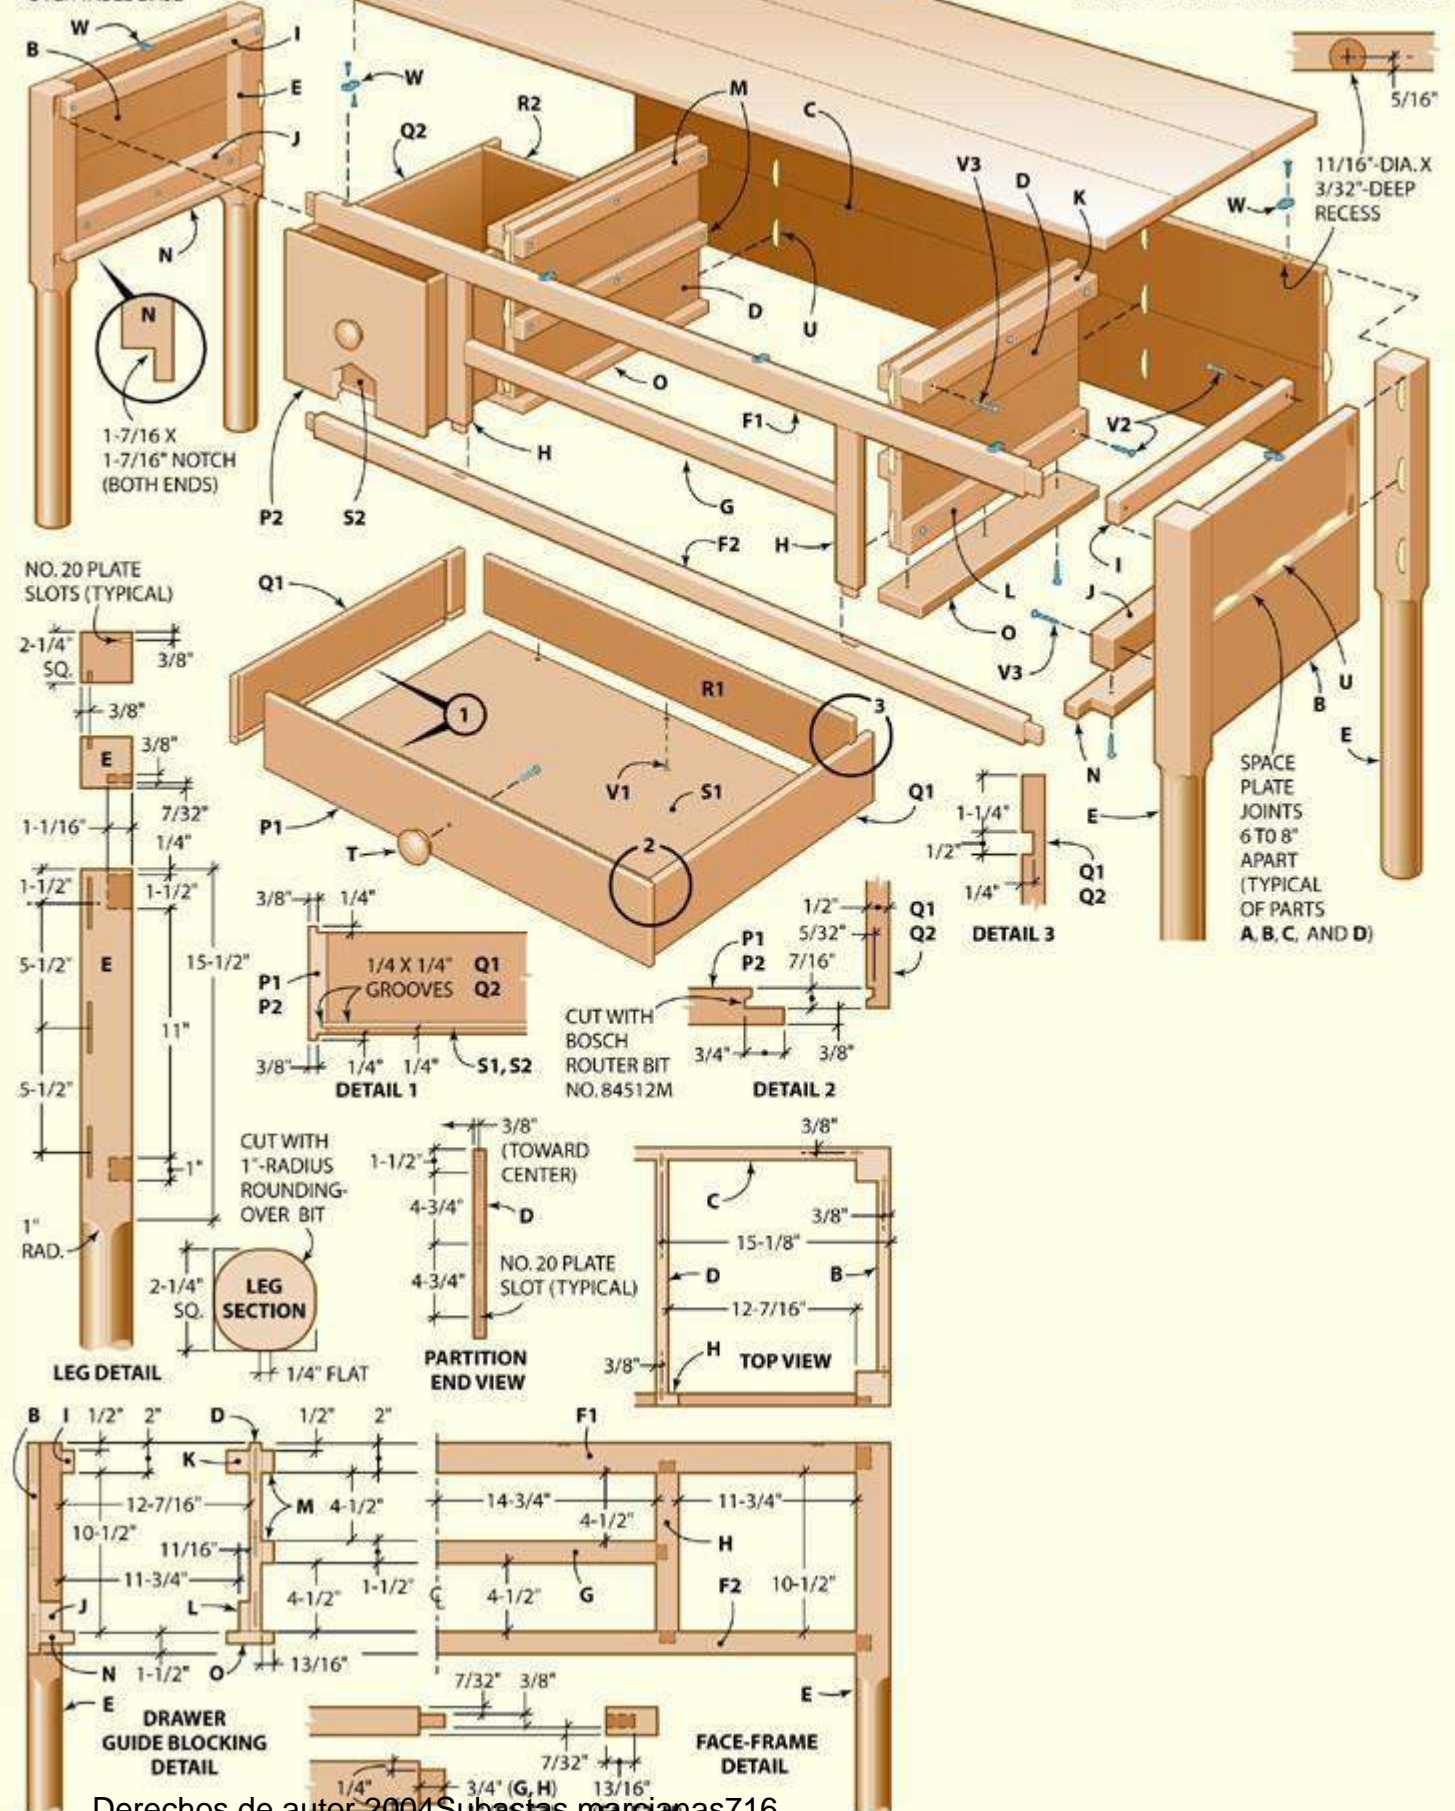 W
B
I
E
J
N
N
1-7/16 X
1-7/16" NOTCH
(BOTH ENDS)
W
Q2
R2
M
C
V3
D
K
W
5/16"
11/16"-DIA. X
3/32"-DEEP
RECESS
D
U
O
F1
H
G
P2
S2
F2
H
V2
I
L
J
O
V3
N
E
B
U
E
SPACE
PLATE
JOINTS
6 TO 8"
APART
(TYPICAL
OF PARTS
A, B, C, AND D)
NO. 20 PLATE
SLOTS (TYPICAL)
2-1/4"
SQ.
3/8"
3/8"
E
3/8"
7/32"
1-1/16"
1/4"
1-1/2"
1-1/2"
5-1/2"
E
15-1/2"
11"
5-1/2"
1"
1"
RAD.
LEG DETAIL
Q1
1
R1
3
V1
S1
Q1
P1
T
2
1-1/4"
1/2"
1/4"
Q1
Q2
DETAIL 3
3/8"
1/4"
P1
P2
1/4 X 1/4"
GROOVES
Q1
Q2
3/8"
1/4"
1/4"
S1, S2
DETAIL 1
P1
P2
1/2"
5/32"
7/16"
Q1
Q2
CUT WITH
BOSCH
ROUTER BIT
NO. 84512M
3/4"
3/8"
DETAIL 2
CUT WITH
1"-RADIUS
ROUNDING-
OVER BIT
2-1/4"
SQ.
LEG
SECTION
1/4" FLAT
3/8"
(TOWARD
CENTER)
1-1/2"
4-3/4"
D
4-3/4"
NO. 20 PLATE
SLOT (TYPICAL)
PARTITION
END VIEW
3/8"
C
3/8"
15-1/8"
D
B
12-7/16"
3/8"
H
TOP VIEW
B I 1/2" 2" D 1/2" 2"
K
12-7/16"
M
4-1/2"
10-1/2"
11/16"
11-3/4"
1-1/2"
4-1/2"
J
L
N
1-1/2"
O
13/16"
E
DRAWER
GUIDE BLOCKING
DETAIL
F1
14-3/4"
11-3/4"
4-1/2"
H
G
F2
10-1/2"
4-1/2"
E
FACE-FRAME
DETAIL
7/32"
3/8"
7/32"
1/4"
3/4" (G, H)
13/16"
Derechos de autor 2004Subastas marcianas716